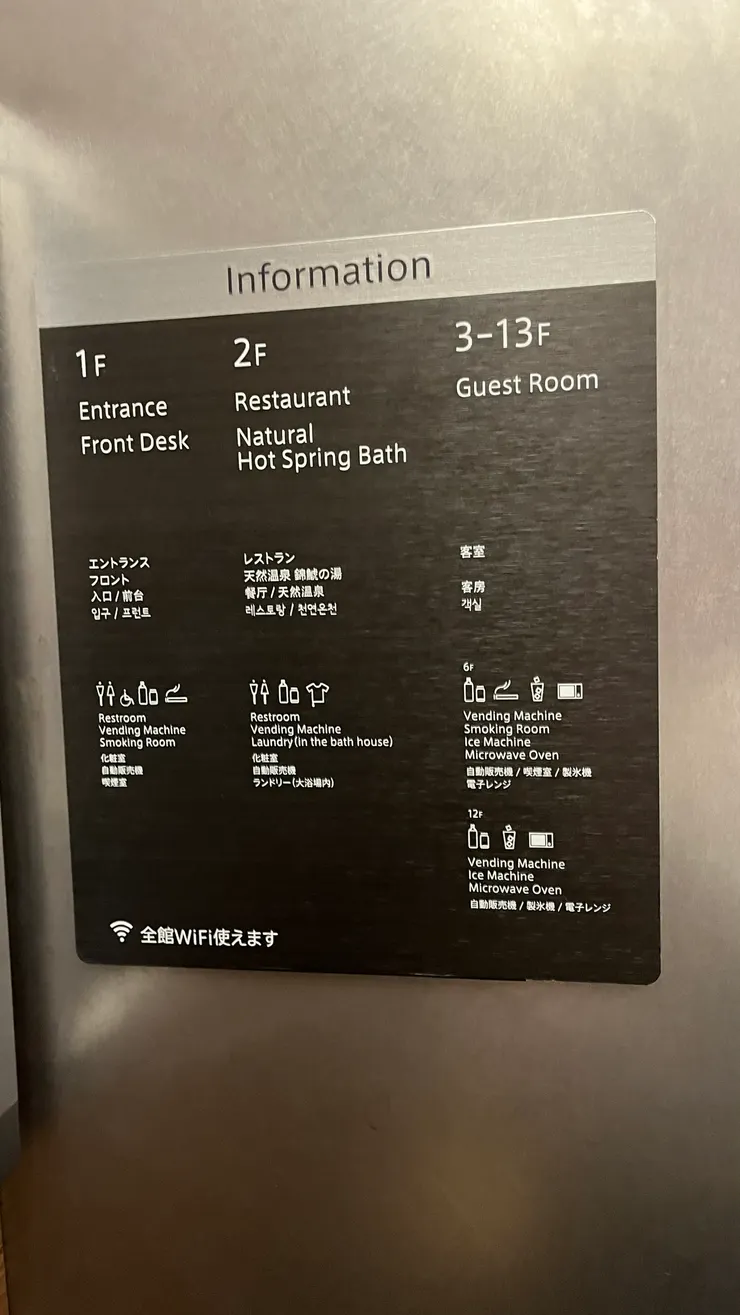 Information
1F
Entrance
Front Desk
エントランス
フロント
入口 / 前台
입구 / 프런트
Restroom
Vending Machine
Smoking Room
化粧室
自動販売機
喫煙室
2F
Restaurant
Natural
Hot Spring Bath
レストラン
天然温泉 錦鯱の湯
餐厅 / 天然温泉
레스토랑 / 천연온천
Restroom
Vending Machine
Laundry(In the bath house)
化粧室
自動販売機
ランドリー(大浴場内)
3-13F
Guest Room
客室
客房
객실
6F
Vending Machine
Smoking Room
Ice Machine
Microwave Oven
自動販売機 / 喫煙室 / 製氷機
電子レンジ
12F
Vending Machine
Ice Machine
Microwave Oven
自動販売機 / 製氷機 / 電子レンジ
全館WiFi使えます